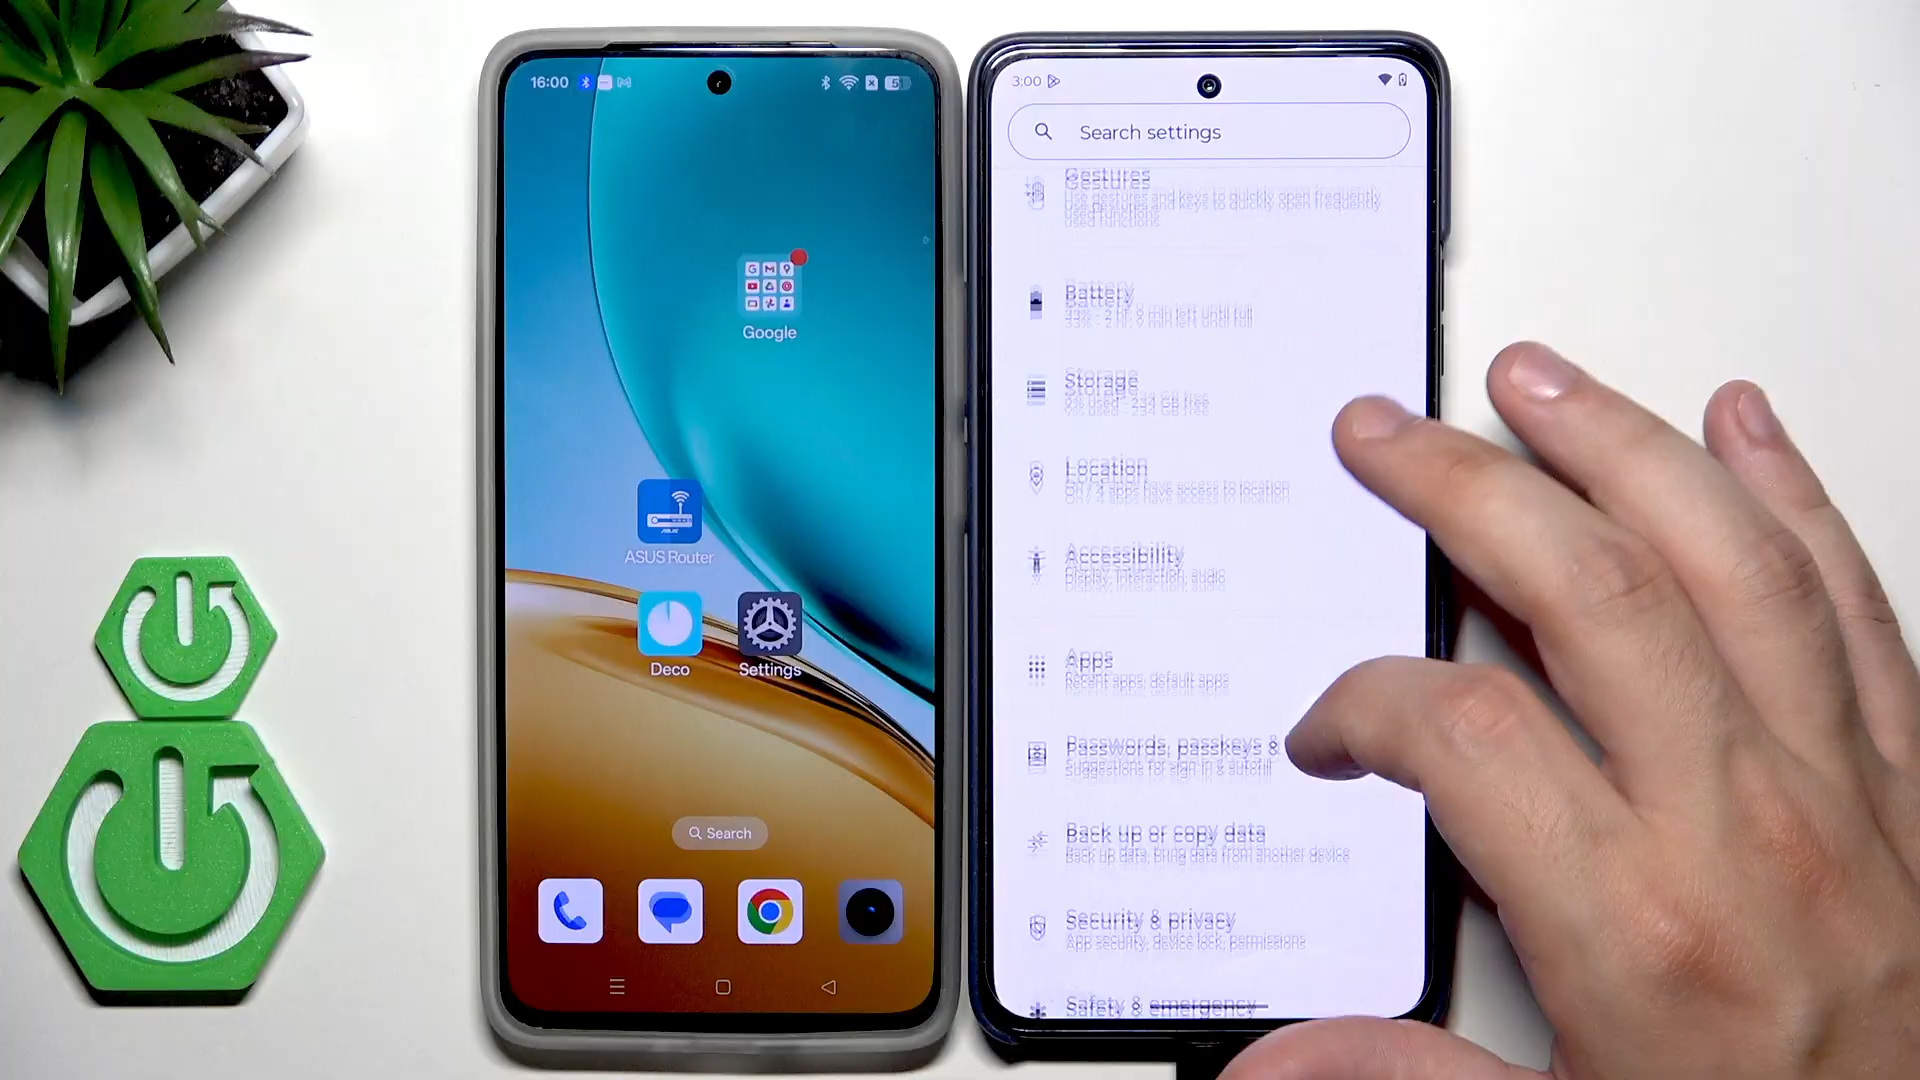 16:00
51
Google
ASUS Router
Deco
Settings
Search
3:00
Search settings
Gestures
Use gestures and keys to quickly open frequently
used functions
Battery
33% - 2 hr, 9 min left until full
Storage
9% used - 234 GB free
Location
On / 4 apps have access to location
Accessibility
Display, interaction, audio
Apps
Recent apps, default apps
Passwords, passkeys &
Suggestions for sign-in & autofill
Back up or copy data
Back up data, bring data from another device
Security & privacy
App security, device lock, permissions
Safety & emergency